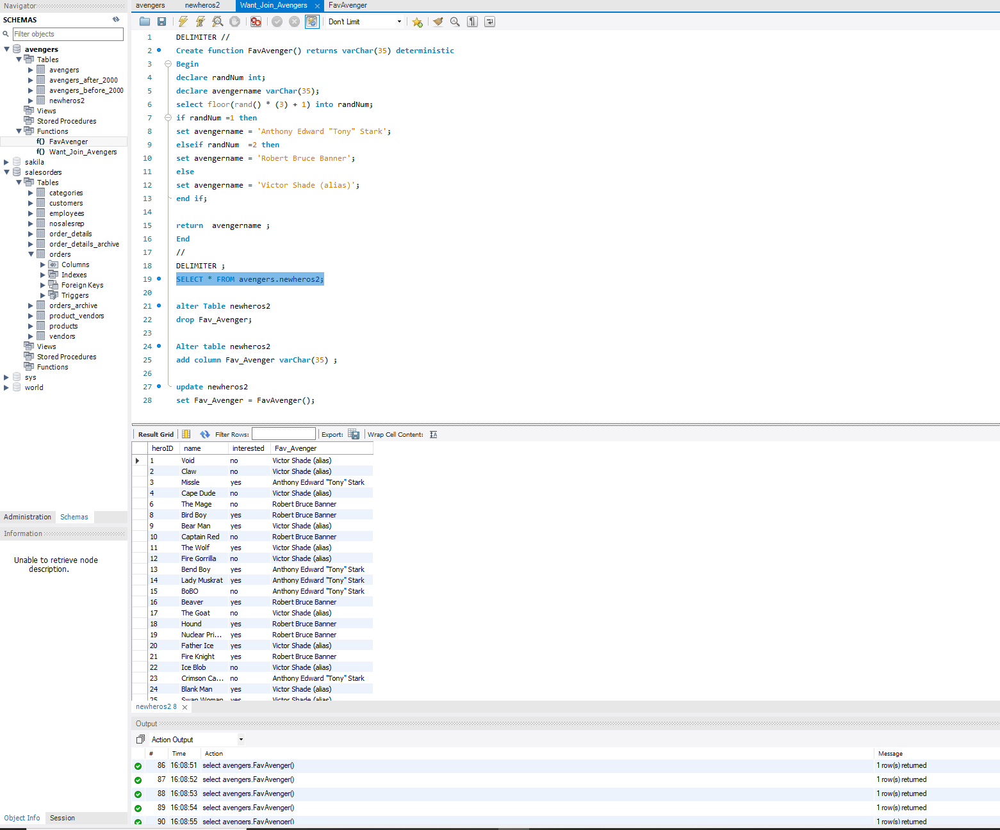 Navigator
avengers newheros2 Want_Join_Avengers FavAvenger
SCHEMAS
Filter objects
avengers
Tables
avengers
avengers_after_2000
avengers_before_2000
newheros2
Views
Stored Procedures
Functions
f() FavAvenger
f() Want_Join_Avengers
sakila
salesorders
Tables
categories
customers
employees
nosalesrep
order_details
order_details_archive
orders
Columns
Indexes
Foreign Keys
Triggers
orders_archive
product_vendors
products
vendors
Views
Stored Procedures
Functions
sys
world
Administration Schemas
Information
Unable to retrieve node
description.
Object Info Session
Don't Limit
1 DELIMITER //
2 Create function FavAvenger() returns varChar(35) deterministic
3 Begin
4 declare randNum int;
5 declare avengername varChar(35);
6 select floor(rand() * (3) + 1) into randNum;
7 if randNum =1 then
8 set avengername = 'Anthony Edward "Tony" Stark';
9 elseif randNum  =2 then
10 set avengername = 'Robert Bruce Banner';
11 else
12 set avengername = 'Victor Shade (alias)';
13 end if;
14
15 return  avengername ;
16 End
17 //
18 DELIMITER ;
19 SELECT * FROM avengers.newheros2;
20
21 alter Table newheros2
22 drop Fav_Avenger;
23
24 Alter table newheros2
25 add column Fav_Avenger varChar(35) ;
26
27 update newheros2
28 set Fav_Avenger = FavAvenger();
Result Grid Filter Rows: Export: Wrap Cell Content:
heroID name interested Fav_Avenger
1 Void no Victor Shade (alias)
2 Claw no Victor Shade (alias)
3 Missle yes Anthony Edward "Tony" Stark
4 Cape Dude no Victor Shade (alias)
6 The Mage no Robert Bruce Banner
8 Bird Boy yes Robert Bruce Banner
9 Bear Man yes Victor Shade (alias)
10 Captain Red no Robert Bruce Banner
11 The Wolf yes Victor Shade (alias)
12 Fire Gorrilla no Victor Shade (alias)
13 Bend Boy yes Anthony Edward "Tony" Stark
14 Lady Muskrat yes Anthony Edward "Tony" Stark
15 BoBO no Anthony Edward "Tony" Stark
16 Beaver yes Robert Bruce Banner
17 The Goat no Victor Shade (alias)
18 Hound yes Robert Bruce Banner
19 Nuclear Pri... yes Robert Bruce Banner
20 Father Ice yes Victor Shade (alias)
21 Fire Knight yes Robert Bruce Banner
22 Ice Blob no Victor Shade (alias)
23 Crimson Ca... no Anthony Edward "Tony" Stark
24 Blank Man yes Victor Shade (alias)
25 Swan Woman yes Victor Shade (alias)
newheros2 8
Output
Action Output
# Time Action Message
86 16:08:51 select avengers.FavAvenger() 1 row(s) returned
87 16:08:52 select avengers.FavAvenger() 1 row(s) returned
88 16:08:53 select avengers.FavAvenger() 1 row(s) returned
89 16:08:54 select avengers.FavAvenger() 1 row(s) returned
90 16:08:55 select avengers.FavAvenger() 1 row(s) returned